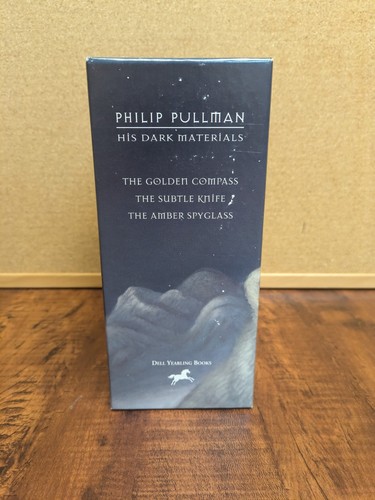 PHILIP PULLMAN
HIS DARK MATERIALS
THE GOLDEN COMPASS
THE SUBTLE KNIFE
THE AMBER SPYGLASS
DELL YEARLING BOOKS